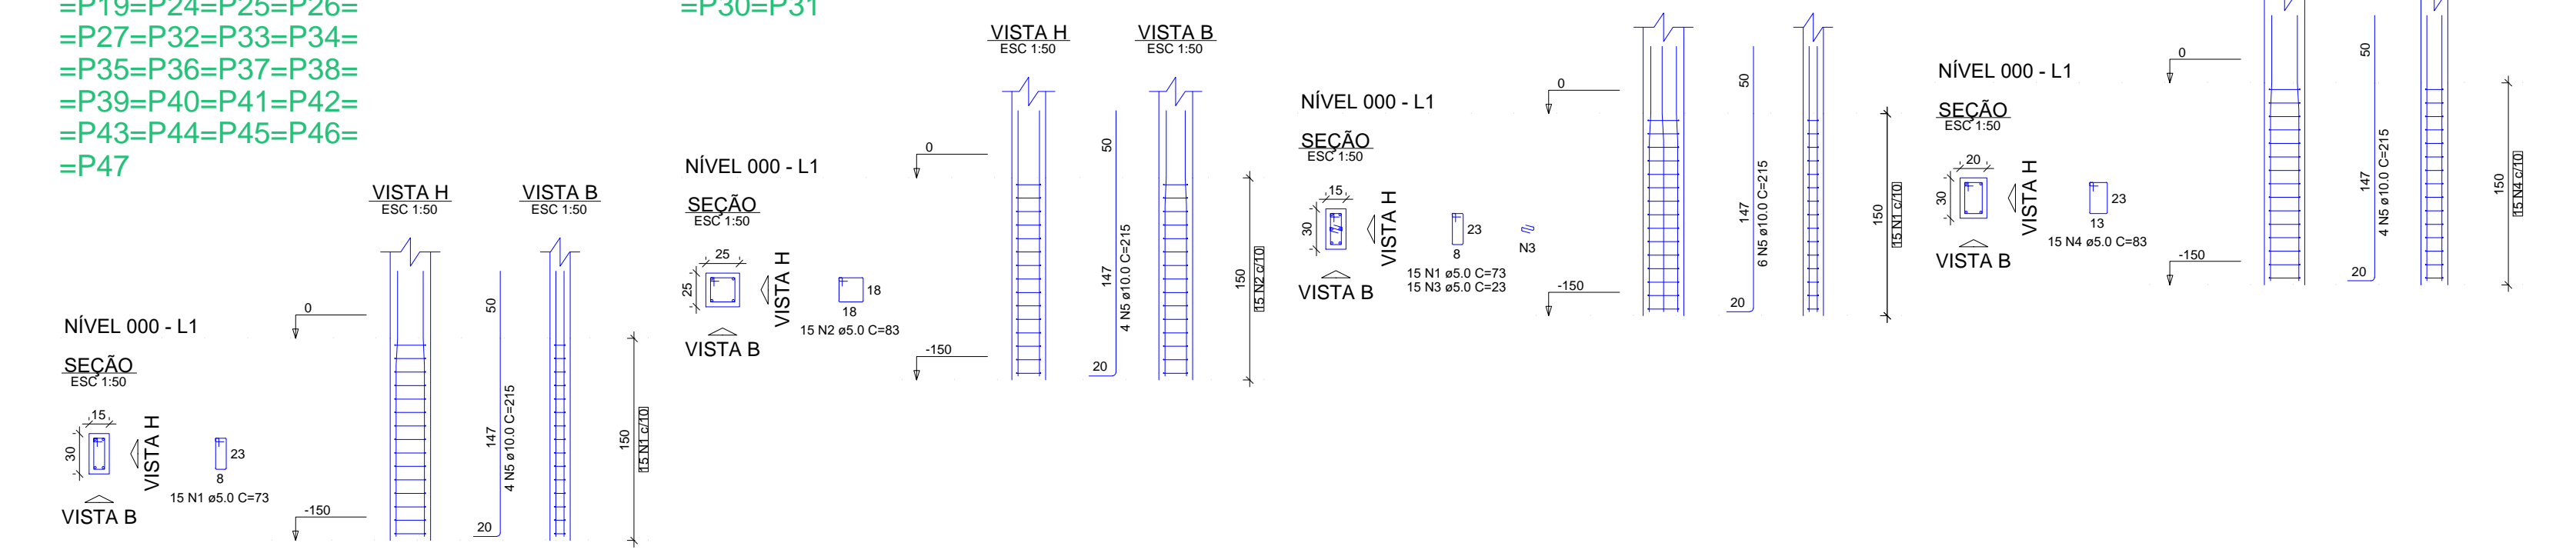 =P19=P24=P25=P26=
=P27=P32=P33=P34=
=P35=P36=P37=P38=
=P39=P40=P41=P42=
=P43=P44=P45=P46=
=P47
VISTA H
ESC 1:50
VISTA B
ESC 1:50
NÍVEL 000 - L1
SEÇÃO
ESC 1:50
15
30
VISTA H
VISTA B
23
8
15 N1 ø5.0 C=73
0
-150
50
147
4 N5 ø10.0 C=215
20
150
15 N1 c/10
=P30=P31
VISTA H
ESC 1:50
VISTA B
ESC 1:50
NÍVEL 000 - L1
SEÇÃO
ESC 1:50
25
25
VISTA H
VISTA B
18
18
15 N2 ø5.0 C=83
0
-150
50
147
4 N5 ø10.0 C=215
20
150
15 N2 c/10
NÍVEL 000 - L1
SEÇÃO
ESC 1:50
15
30
VISTA H
VISTA B
23
8
N3
15 N1 ø5.0 C=73
15 N3 ø5.0 C=23
0
-150
50
147
6 N5 ø10.0 C=215
20
150
15 N1 c/10
NÍVEL 000 - L1
SEÇÃO
ESC 1:50
20
30
VISTA H
VISTA B
23
13
15 N4 ø5.0 C=83
0
-150
50
147
4 N5 ø10.0 C=215
20
150
15 N4 c/10